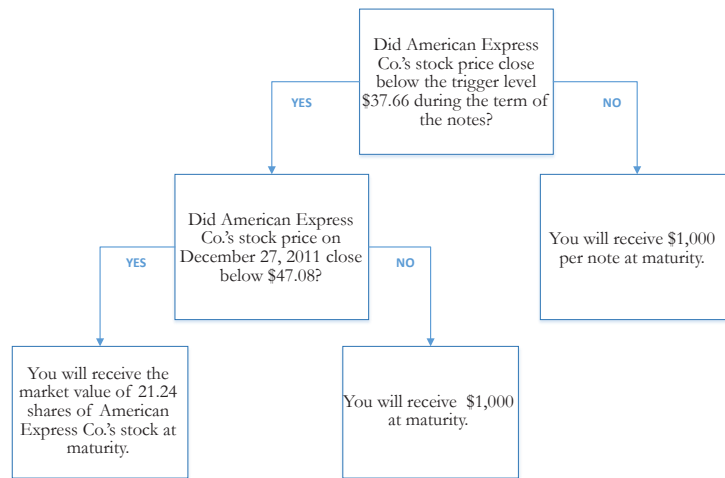 Did American Express
Co.'s stock price close
below the trigger level
$37.66 during the term of
the notes?
YES
NO
Did American Express
Co.'s stock price on
December 27, 2011 close
below $47.08?
You will receive $1,000
per note at maturity.
YES
NO
You will receive the
market value of 21.24
shares of American
Express Co.'s stock at
maturity.
You will receive $1,000
at maturity.